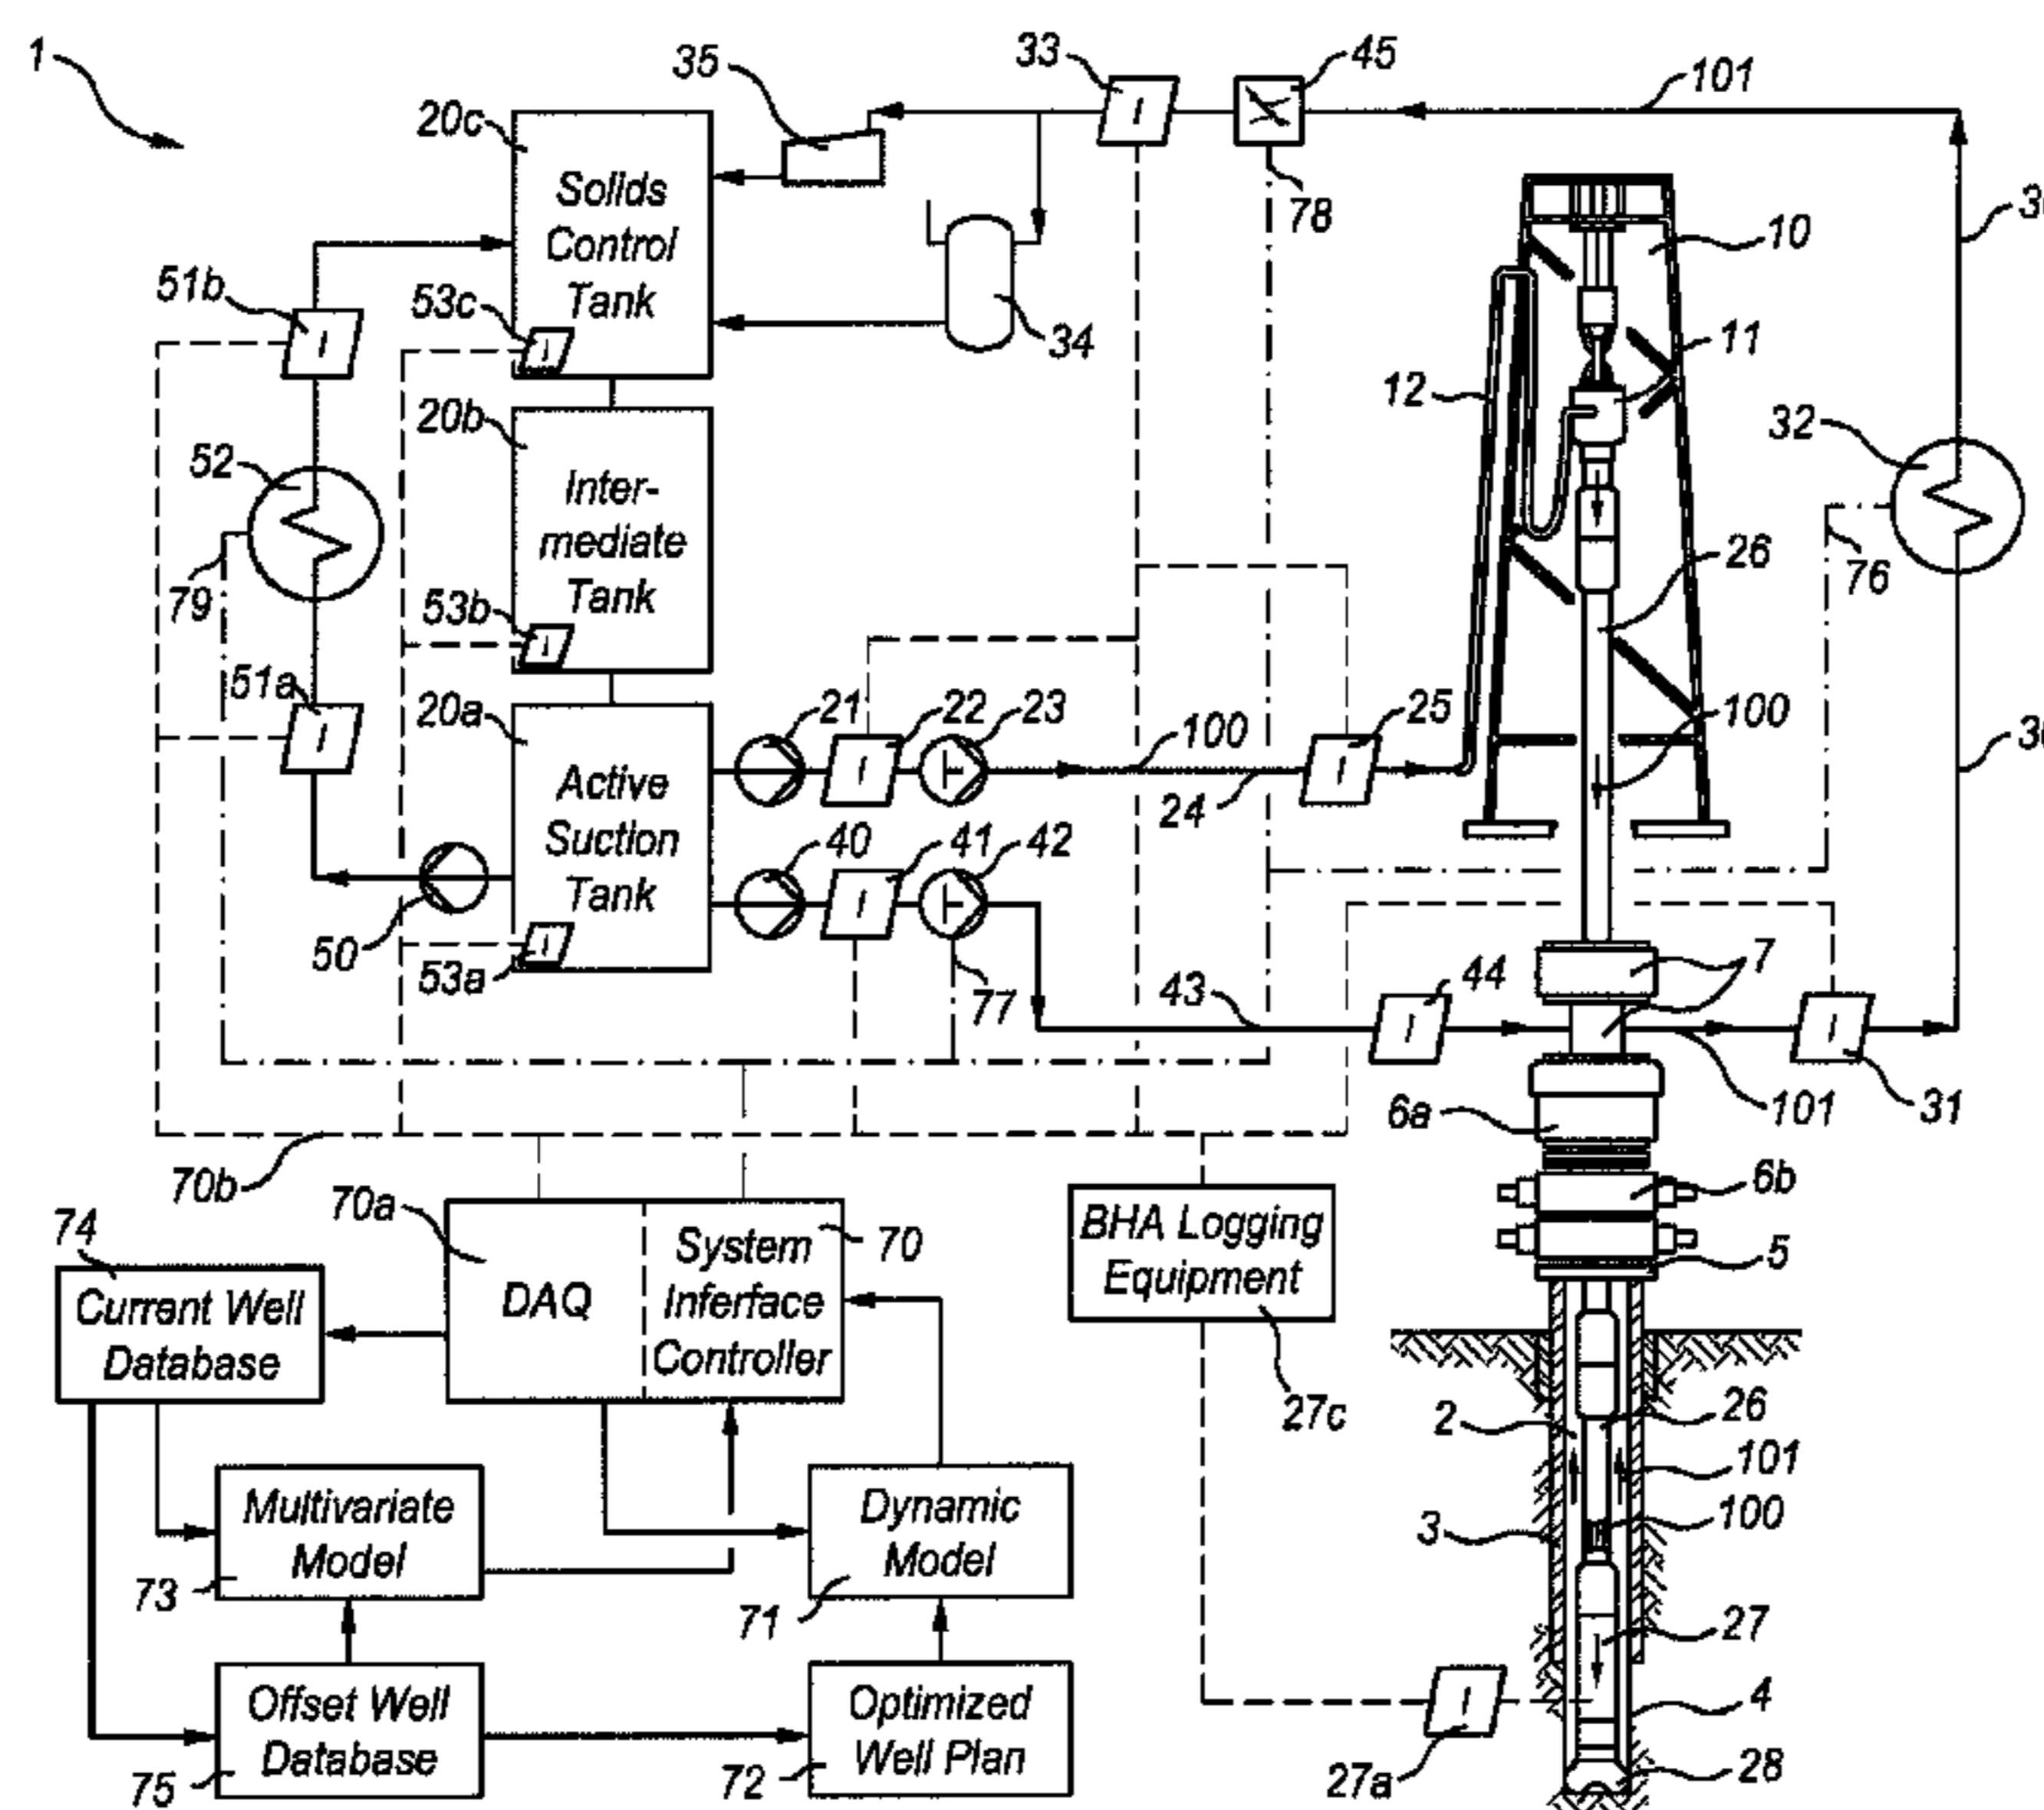 1
35
33
45
101
20c
Solids
Control
Tank
78
30
10
51b
53c
34
11
12
20b
32
52
Inter-
mediate
Tank
26
76
79
53b
51a
20a
21
22
23
100
25
100
30
Active
Suction
Tank
24
40
41
42
50
53a
77
43
44
7
6a
101
31
70b
70a
6b
74
DAQ
System
Inferface
Controller
70
BHA Logging
Equipment
5
Current Well
Database
27c
2
26
101
Multivariate
Model
Dynamic
Model
3
100
73
71
27
Offset Well
Database
Optimized
Well Plan
4
75
72
27a
28